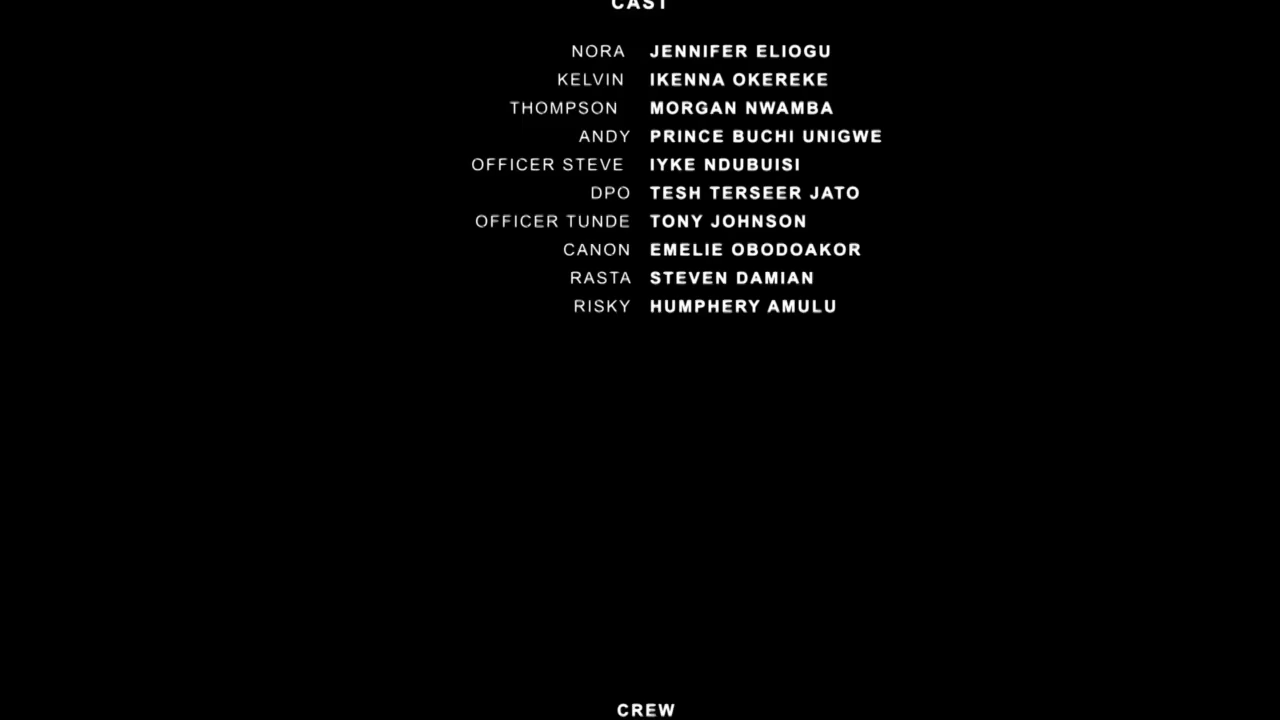 CAST
NORA JENNIFER ELIOGU
KELVIN IKENNA OKEREKE
THOMPSON MORGAN NWAMBA
ANDY PRINCE BUCHI UNIGWE
OFFICER STEVE IYKE NDUBUISI
DPO TESH TERSEER JATO
OFFICER TUNDE TONY JOHNSON
CANON EMELIE OBODOAKOR
RASTA STEVEN DAMIAN
RISKY HUMPHERY AMULU
CREW